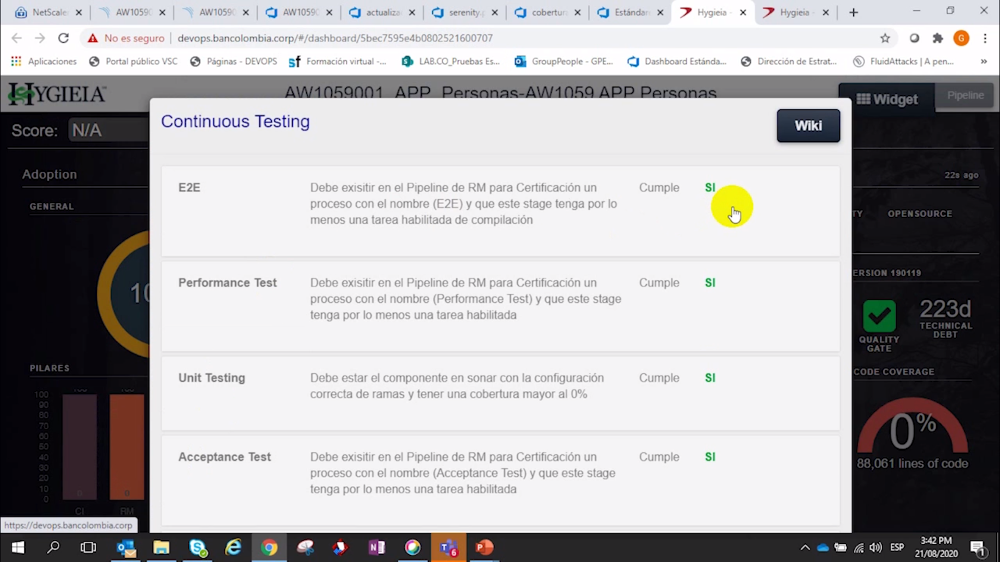 NetScale
AW1059(
AW1059(
AW1059(
actualiza
serenity.p
cobertur
Estándar
Hygieia -
Hygieia -
No es seguro
devops.bancolombia.corp/#/dashboard/5bec7595e4b0802521600707
G
Aplicaciones
Portal público VSC
Páginas - DEVOPS
Formación virtual -...
LAB.CO_Pruebas Es...
GroupPeople - GPE...
Dashboard Estánda...
Dirección de Estrat...
FluidAttacks | A pen...
»
HYGIEIA
AW1059001_APP_Personas-AW1059 APP Personas
Widget
Pipeline
Score: N/A
Continuous Testing
Wiki
Adoption
22s ago
GENERAL
TY
OPENSOURCE
E2E
Debe exisitir en el Pipeline de RM para Certificación un
proceso con el nombre (E2E) y que este stage tenga por lo
menos una tarea habilitada de compilación
Cumple
SI
ERSION 190119
10
Performance Test
Debe exisitir en el Pipeline de RM para Certificación un
proceso con el nombre (Performance Test) y que este stage
tenga por lo menos una tarea habilitada
Cumple
SI
QUALITY
GATE
223d
TECHNICAL
DEBT
PILARES
CODE COVERAGE
Unit Testing
Debe estar el componente en sonar con la configuración
correcta de ramas y tener una cobertura mayor al 0%
Cumple
SI
100
90
80
70
60
50
40
30
20
10
0
0
0
CI
RM
0%
88,061 lines of code
Acceptance Test
Debe exisitir en el Pipeline de RM para Certificación un
proceso con el nombre (Acceptance Test) y que este stage
tenga por lo menos una tarea habilitada
Cumple
SI
https://devops.bancolombia.corp
6
ESP
3:42 PM
21/08/2020
1